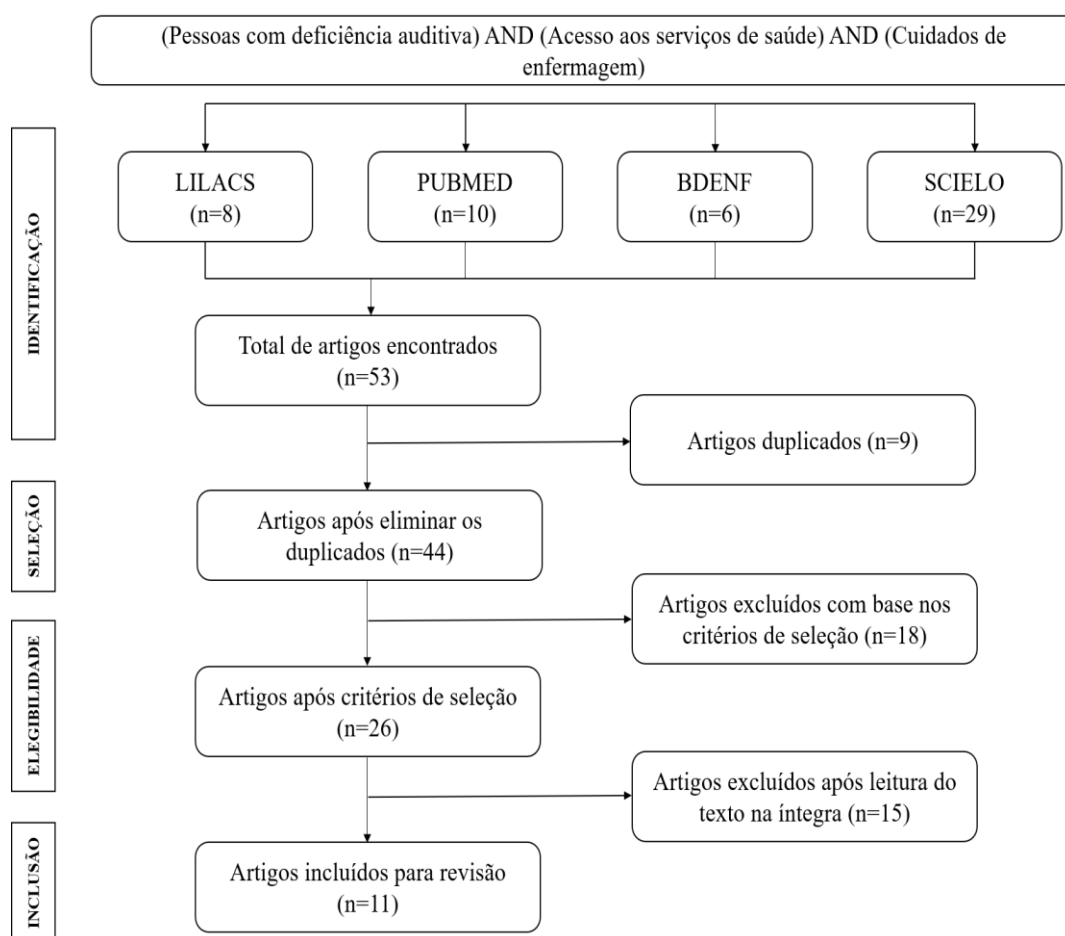 (Pessoas com deficiência auditiva) AND (Acesso aos serviços de saúde) AND (Cuidados de
enfermagem)
IDENTIFICAÇÃO
LILACS
(n=8)
PUBMED
(n=10)
BDENF
(n=6)
SCIELO
(n=29)
Total de artigos encontrados
(n=53)
Artigos duplicados (n=9)
SELEÇÃO
Artigos após eliminar os
duplicados (n=44)
Artigos excluídos com base nos
critérios de seleção (n=18)
ELEGIBILIDADE
Artigos após critérios de seleção
(n=26)
Artigos excluídos após leitura do
texto na íntegra (n=15)
INCLUSÃO
Artigos incluídos para revisão
(n=11)